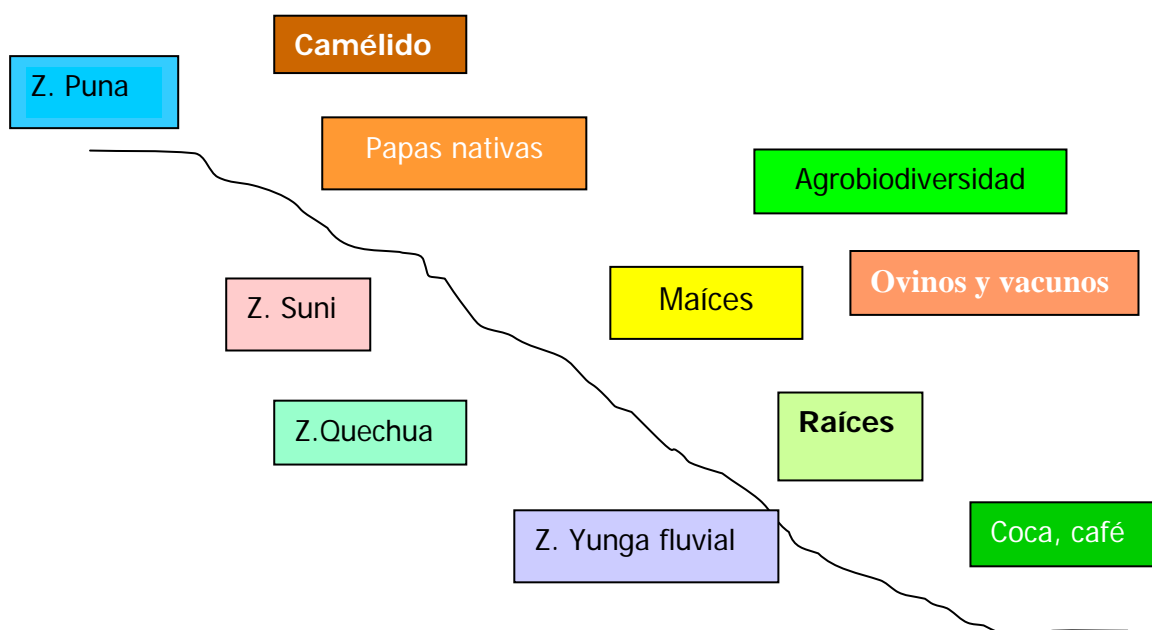 Camélido
Z. Puna
Papas nativas
Agrobiodiversidad
Ovinos y vacunos
Maíces
Z. Suni
Raíces
Z.Quechua
Z. Yunga fluvial
Coca, café